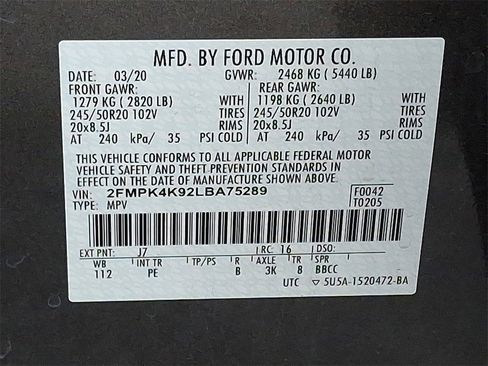 MFD. BY FORD MOTOR CO.
DATE: 03/20 GVWR: 2468 KG ( 5440 LB)
FRONT GAWR: REAR GAWR:
1279 KG ( 2820 LB) WITH 1198 KG ( 2640 LB) WITH
245/50R20 102V TIRES 245/50R20 102V TIRES
20x8.5J RIMS 20x8.5J RIMS
AT 240 kPa/ 35 PSI COLD AT 240 kPa/ 35 PSI COLD
THIS VEHICLE CONFORMS TO ALL APPLICABLE FEDERAL MOTOR
VEHICLE SAFETY AND THEFT PREVENTION STANDARDS
IN EFFECT ON THE DATE OF MANUFACTURE SHOWN ABOVE.
VIN: 2FMPK4K92LBA75289 F0042
TYPE: MPV T0205
EXT PNT: J7 RC: 16 DSO:
WB INT TR TP/PS R AXLE TR SPR
112 PE B 3K 8 BBCC
UTC ▽ 5U5A-1520472-BA